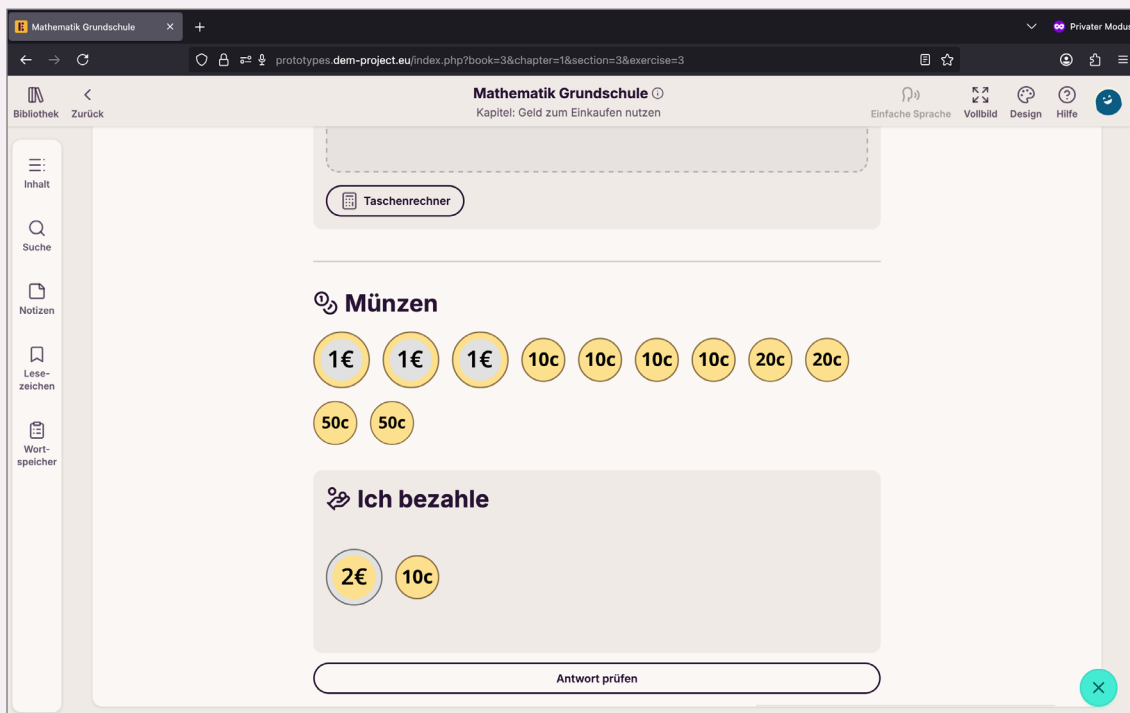 Mathematik Grundschule
Privater Modus
prototypes.dem-project.eu/index.php?book=3&chapter=1&section=3&exercise=3
Bibliothek
Zurück
Mathematik Grundschule
Kapitel: Geld zum Einkaufen nutzen
Einfache Sprache
Vollbild
Design
Hilfe
Inhalt
Suche
Notizen
Lese-
zeichen
Wort-
speicher
Taschenrechner
Münzen
1€ 1€ 1€ 10c 10c 10c 10c 20c 20c
50c 50c
Ich bezahle
2€ 10c
Antwort prüfen